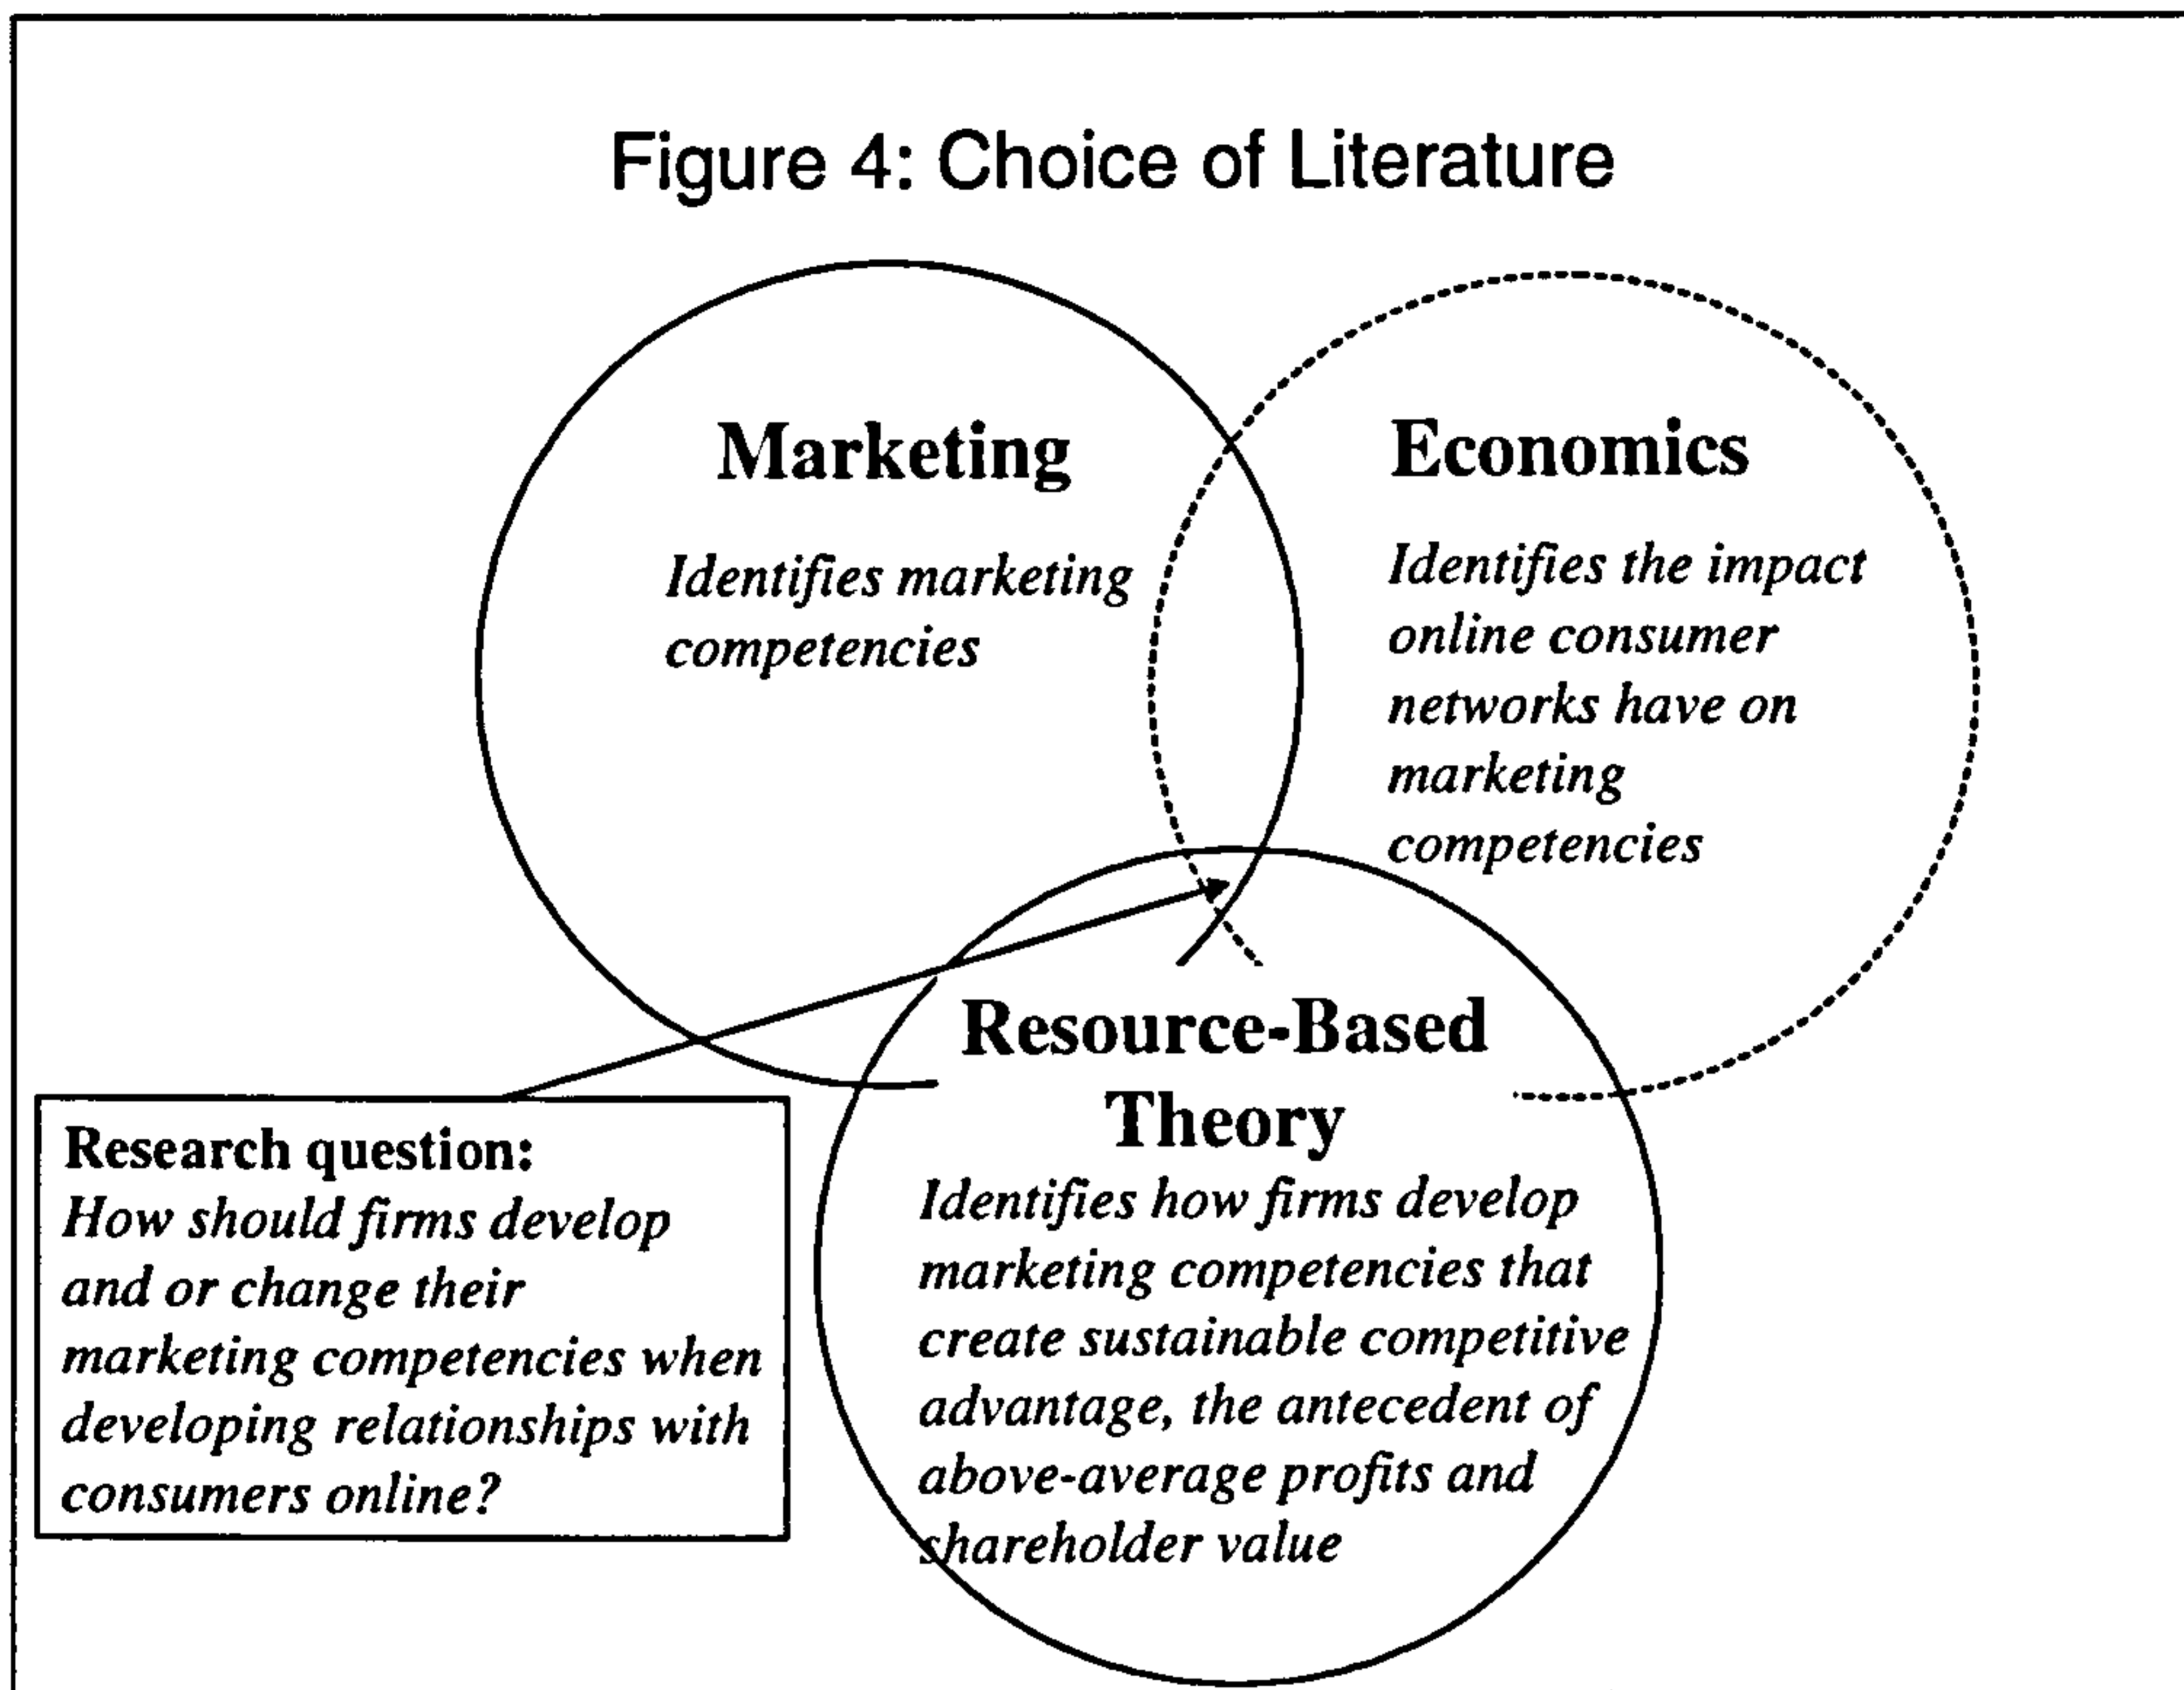 Figure 4: Choice of Literature
Marketing
Identifies marketing
competencies
Economics
Identifies the impact
online consumer
networks have on
marketing
competencies
Resource-Based
Theory
Identifies how firms develop
marketing competencies that
create sustainable competitive
advantage, the antecedent of
above-average profits and
shareholder value
Research question:
How should firms develop
and or change their
marketing competencies when
developing relationships with
consumers online?